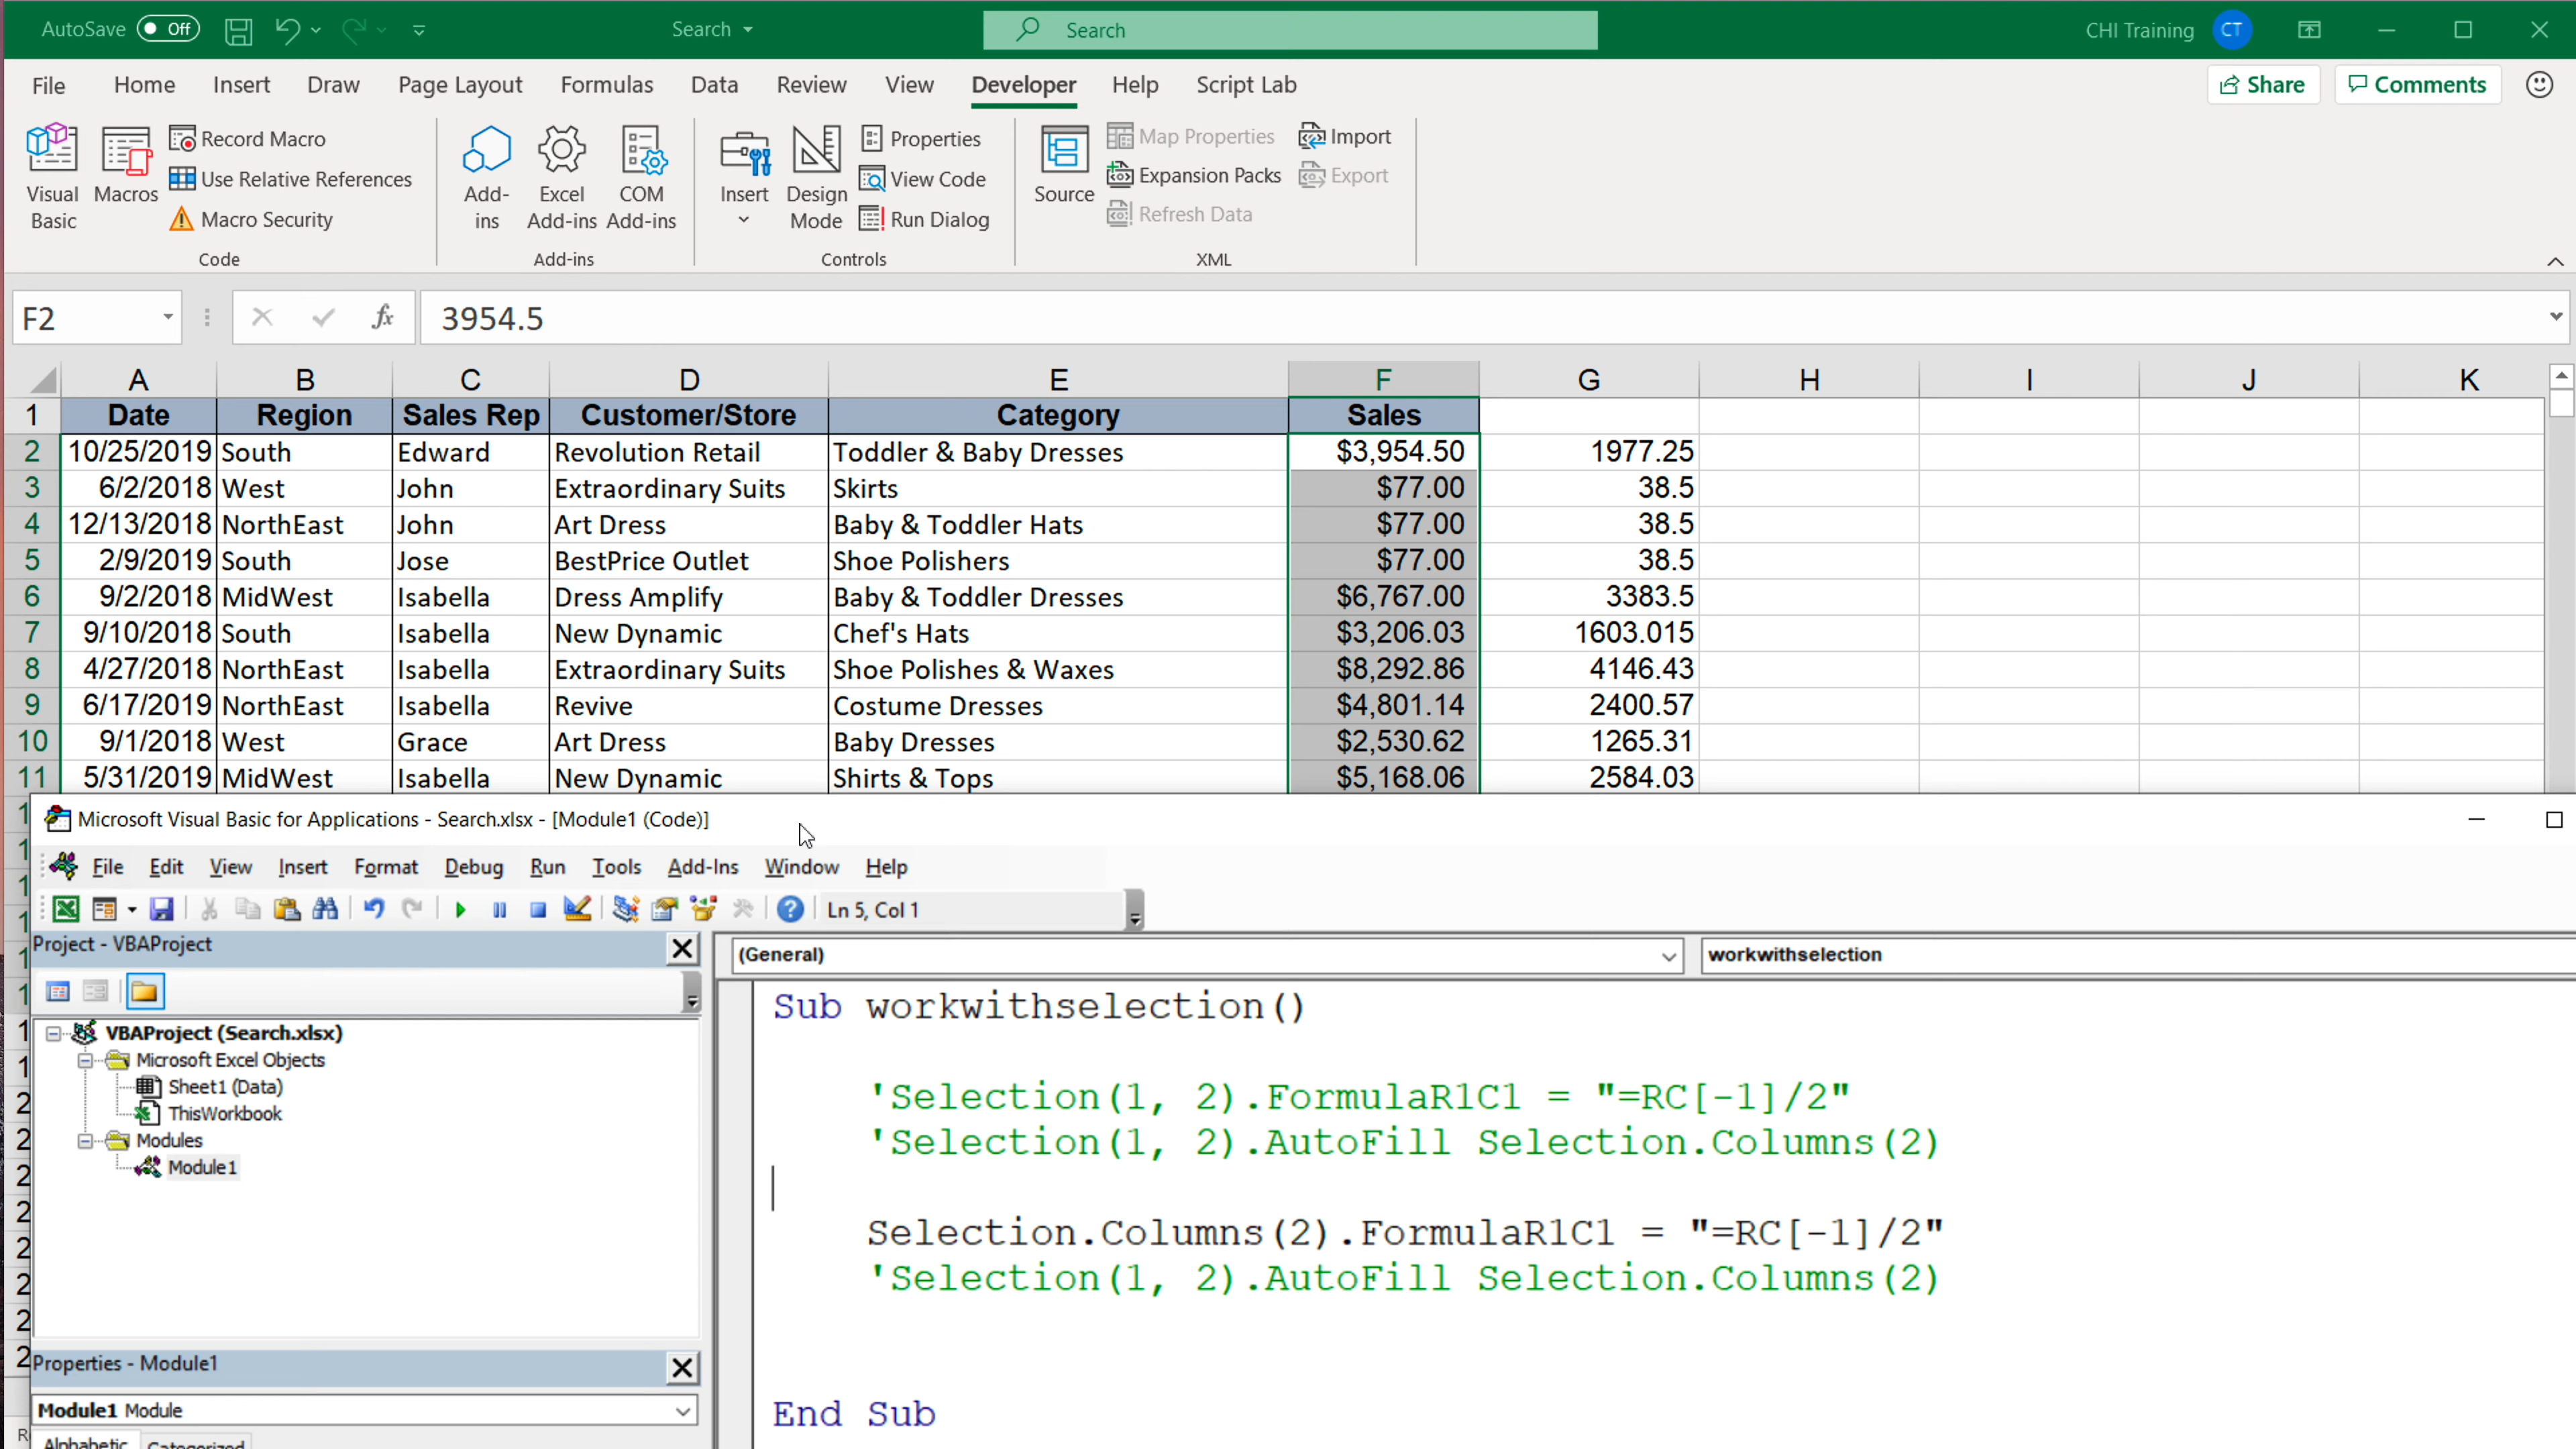 AutoSave Off Search Search CHI Training CT
File Home Insert Draw Page Layout Formulas Data Review View Developer Help Script Lab Share Comments
Visual Basic Macros Record Macro Use Relative References Macro Security
Code
Add-ins Excel Add-ins COM Add-ins
Add-ins
Insert Design Mode Properties View Code Run Dialog
Controls
Source Map Properties Expansion Packs Refresh Data Import Export
XML
F2 fx 3954.5
A B C D E F G H I J K
1 Date Region Sales Rep Customer/Store Category Sales
2 10/25/2019 South Edward Revolution Retail Toddler & Baby Dresses $3,954.50 1977.25
3 6/2/2018 West John Extraordinary Suits Skirts $77.00 38.5
4 12/13/2018 NorthEast John Art Dress Baby & Toddler Hats $77.00 38.5
5 2/9/2019 South Jose BestPrice Outlet Shoe Polishers $77.00 38.5
6 9/2/2018 MidWest Isabella Dress Amplify Baby & Toddler Dresses $6,767.00 3383.5
7 9/10/2018 South Isabella New Dynamic Chef's Hats $3,206.03 1603.015
8 4/27/2018 NorthEast Isabella Extraordinary Suits Shoe Polishes & Waxes $8,292.86 4146.43
9 6/17/2019 NorthEast Isabella Revive Costume Dresses $4,801.14 2400.57
10 9/1/2018 West Grace Art Dress Baby Dresses $2,530.62 1265.31
11 5/31/2019 MidWest Isabella New Dynamic Shirts & Tops $5,168.06 2584.03
Microsoft Visual Basic for Applications - Search.xlsx - [Module1 (Code)]
File Edit View Insert Format Debug Run Tools Add-Ins Window Help
Ln 5, Col 1
Project - VBAProject
VBAProject (Search.xlsx)
Microsoft Excel Objects
Sheet1 (Data)
ThisWorkbook
Modules
Module1
Properties - Module1
Module1 Module
Alphabetic Categorized
(General) workwithselection
Sub workwithselection()
'Selection(1, 2).FormulaR1C1 = "=RC[-1]/2"
'Selection(1, 2).AutoFill Selection.Columns(2)
Selection.Columns(2).FormulaR1C1 = "=RC[-1]/2"
'Selection(1, 2).AutoFill Selection.Columns(2)
End Sub